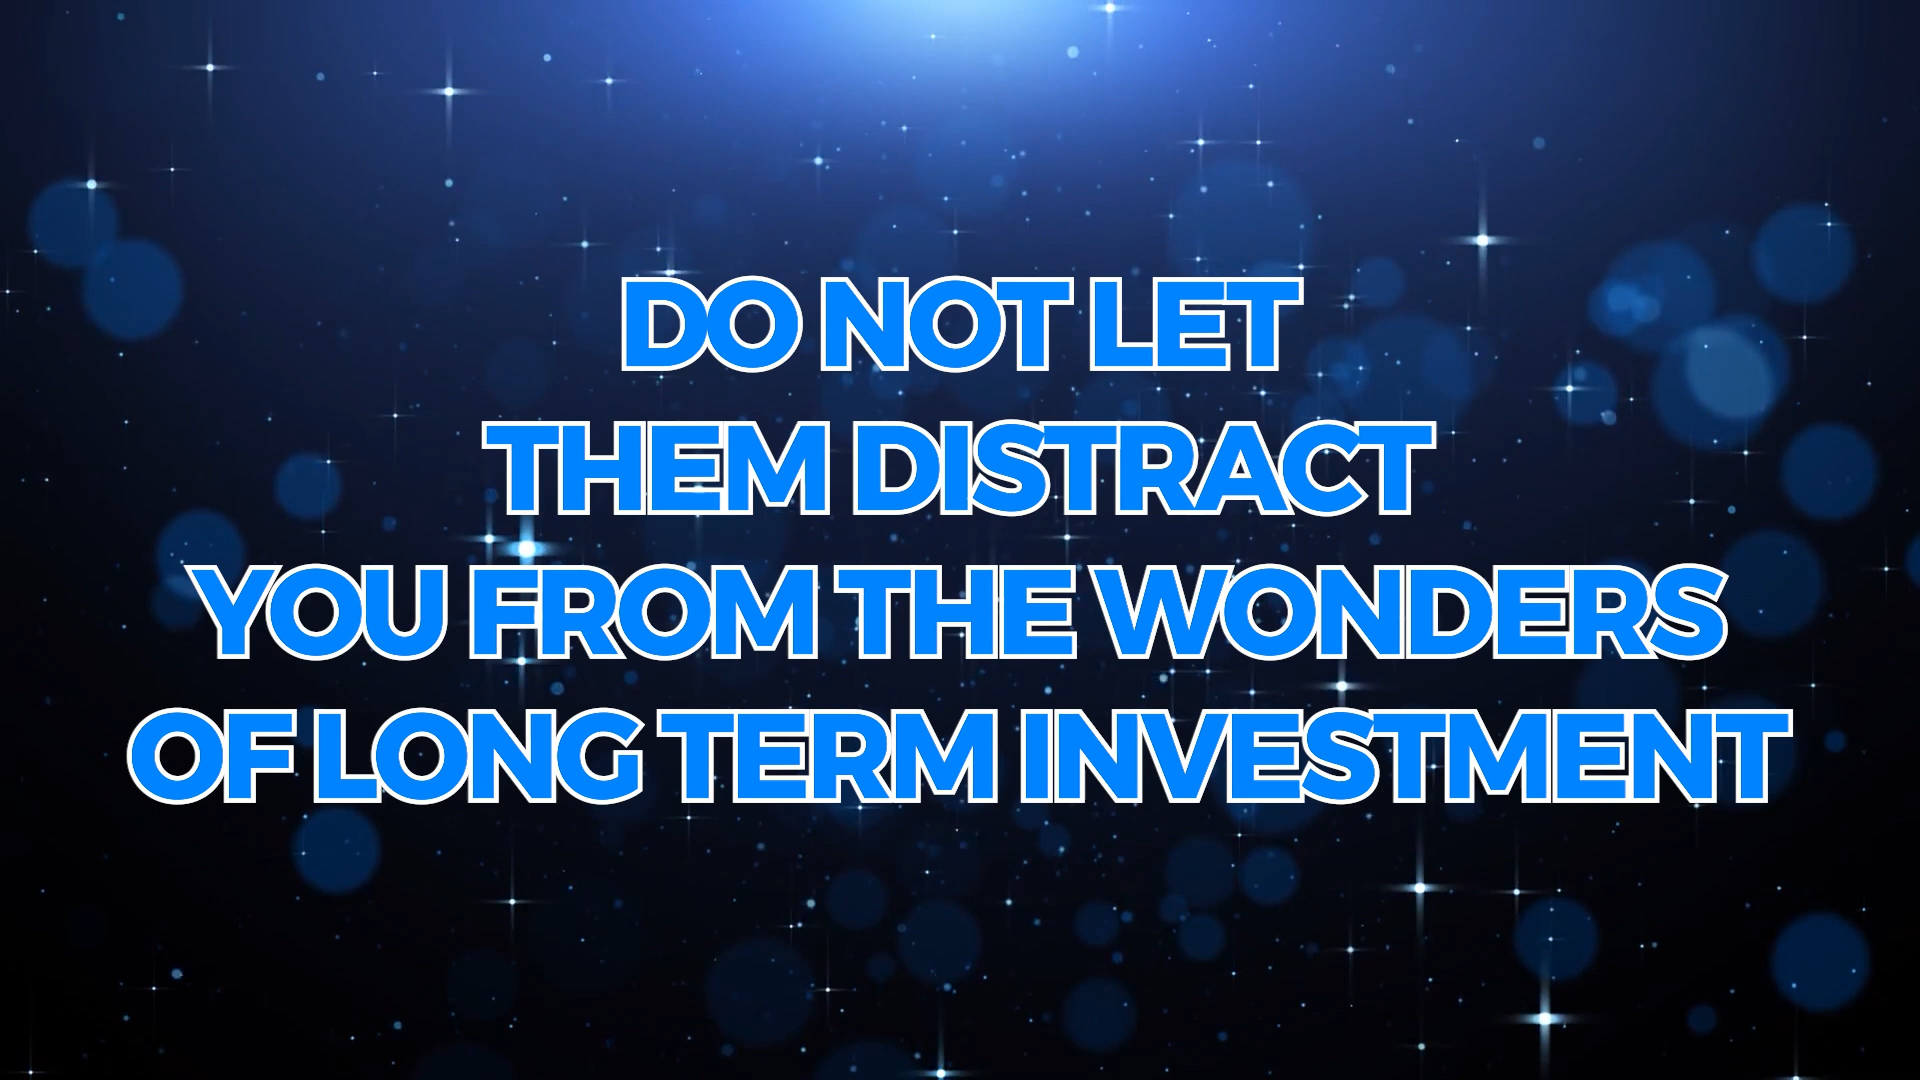 DO NOT LET
THEM DISTRACT
YOU FROM THE WONDERS
OF LONG TERM INVESTMENT